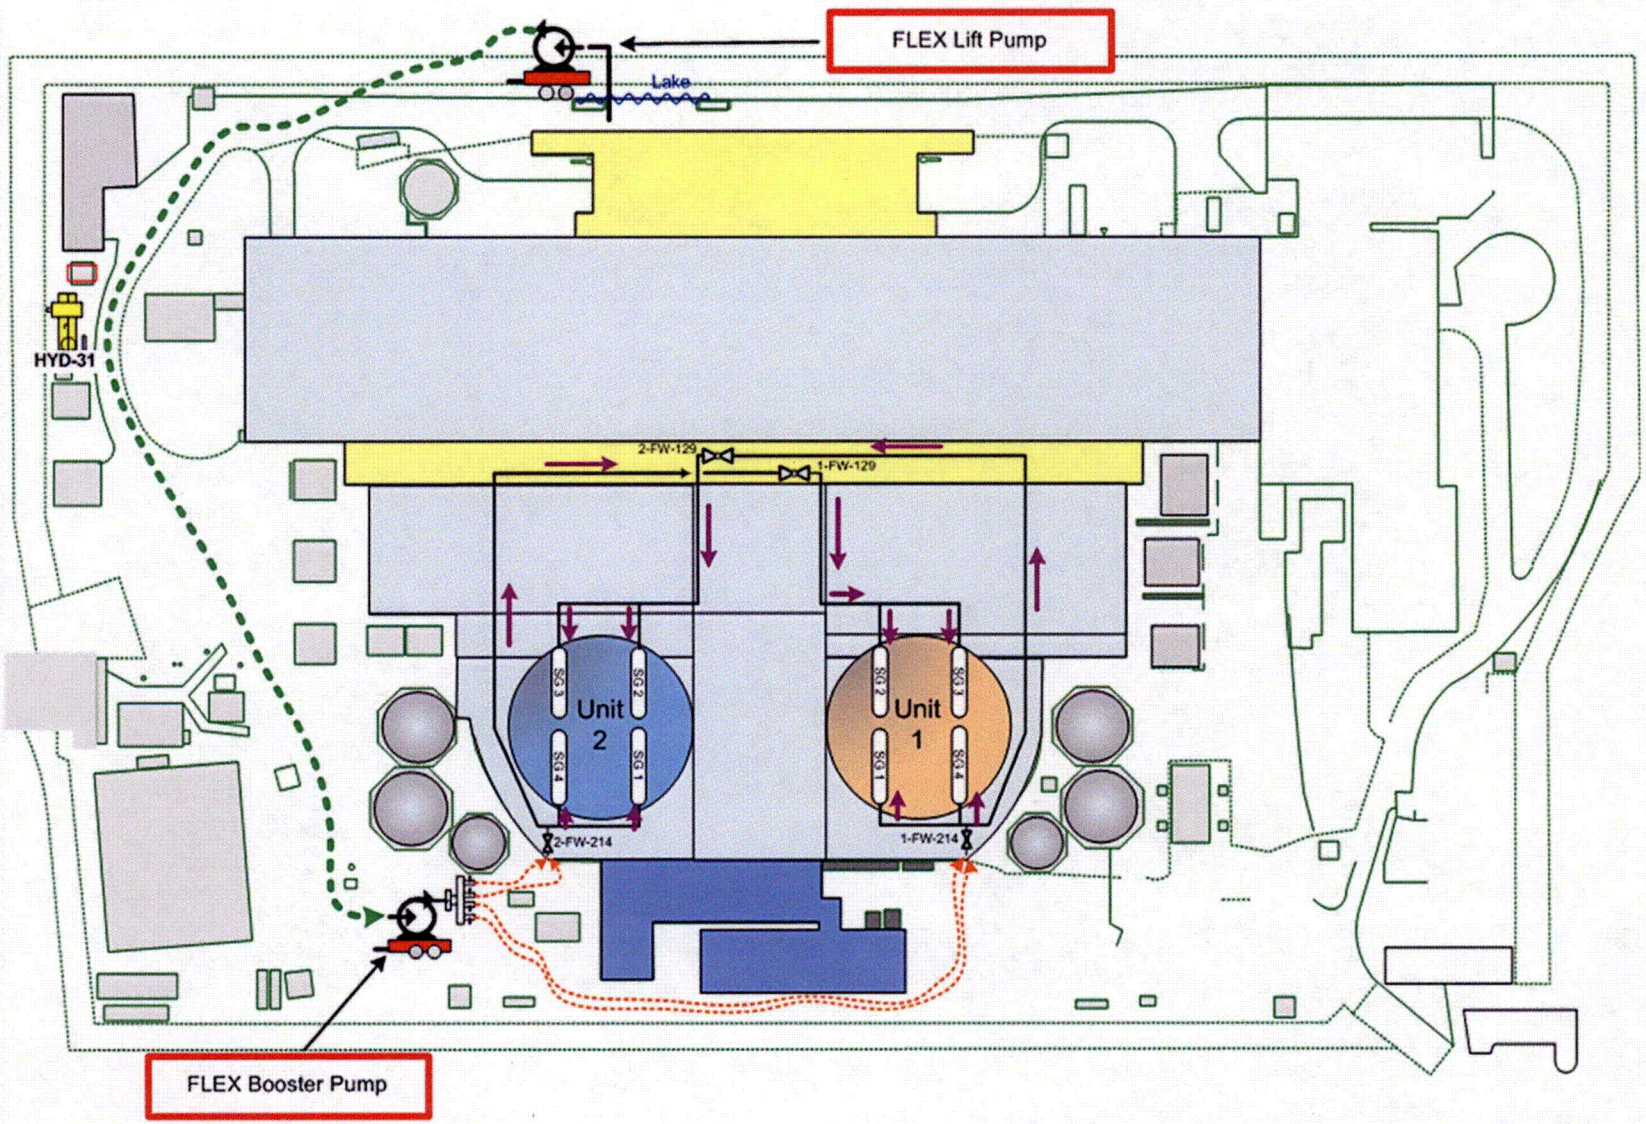 FLEX Lift Pump
Lake
HYD-31
2-FW-129
1-FW-129
SG 3
SG 2
Unit
2
SG 4
SG 1
SG 2
SG 3
Unit
1
SG 1
SG 4
2-FW-214
1-FW-214
FLEX Booster Pump